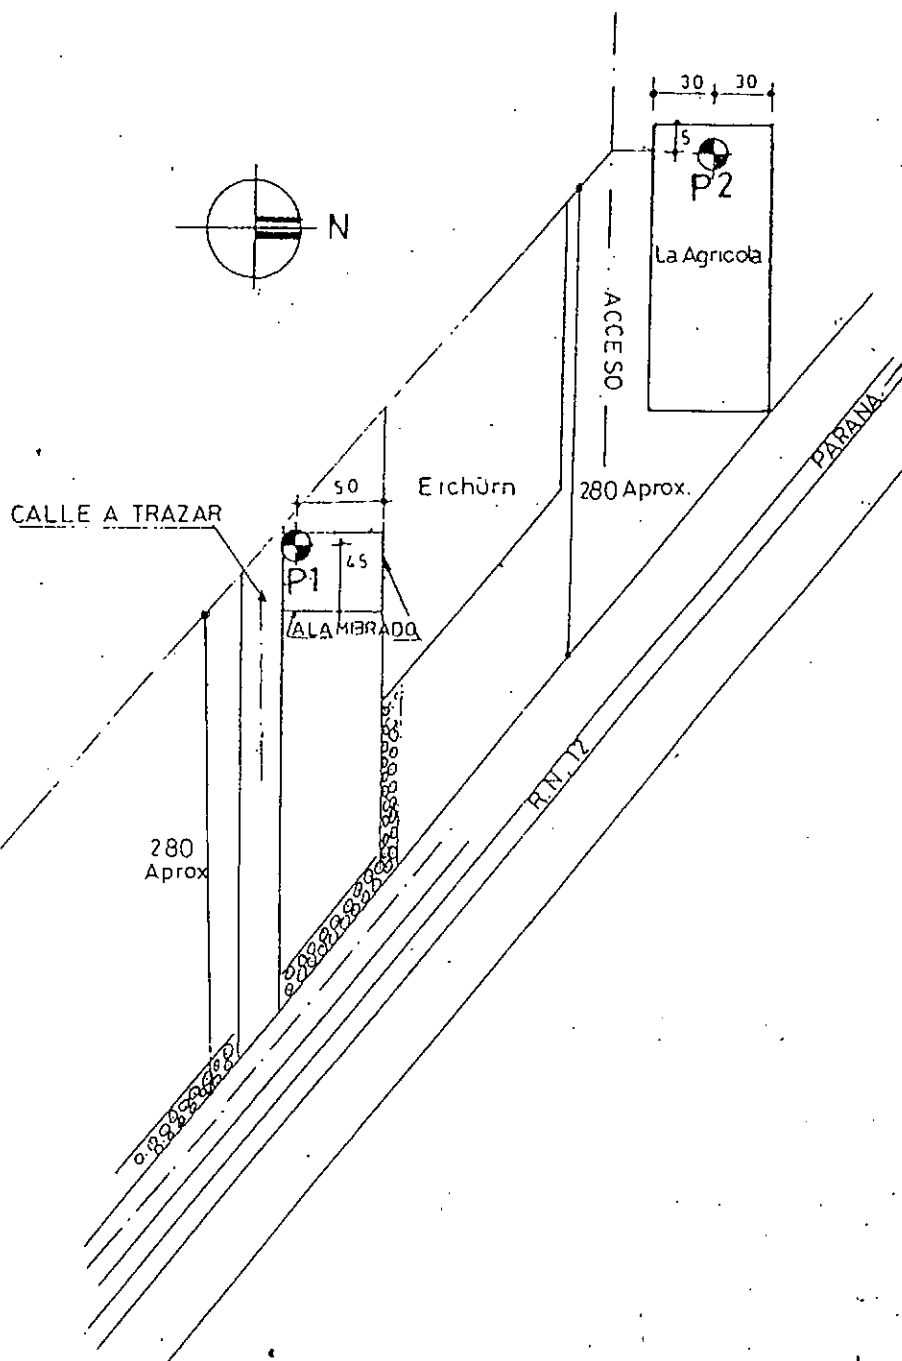 30 30
5
P2
N
La Agricola
ACCESO
PARANA
50
Eichürn
280 Aprox.
CALLE A TRAZAR
45
P1
ALAMBRADO
R.N. 12
280
Aprox